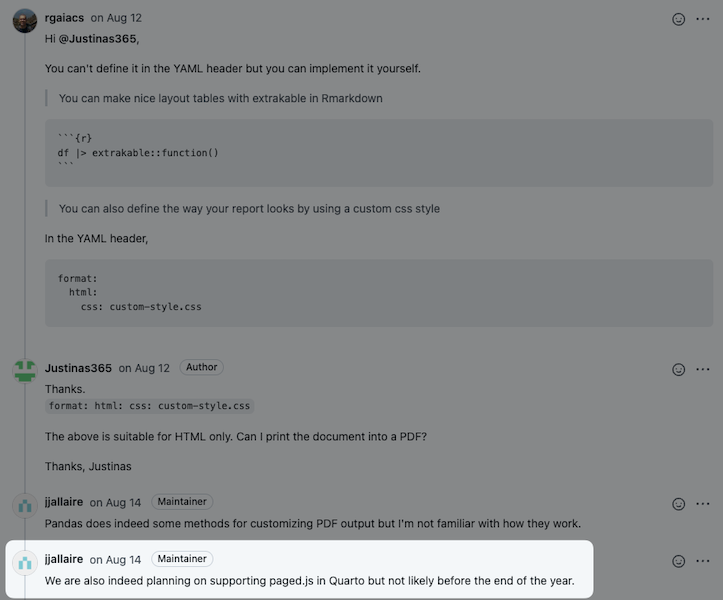 rgaiacs on Aug 12
Hi @Justinas365,
You can't define it in the YAML header but you can implement it yourself.
You can make nice layout tables with extrakable in Rmarkdown
```{r}
df |> extrakable::function()
```
You can also define the way your report looks by using a custom css style
In the YAML header,
format:
  html:
    css: custom-style.css
Justinas365 on Aug 12 Author
Thanks.
format: html: css: custom-style.css
The above is suitable for HTML only. Can I print the document into a PDF?
Thanks, Justinas
jjallaire on Aug 14 Maintainer
Pandas does indeed some methods for customizing PDF output but I'm not familiar with how they work.
jjallaire on Aug 14 Maintainer
We are also indeed planning on supporting paged.js in Quarto but not likely before the end of the year.